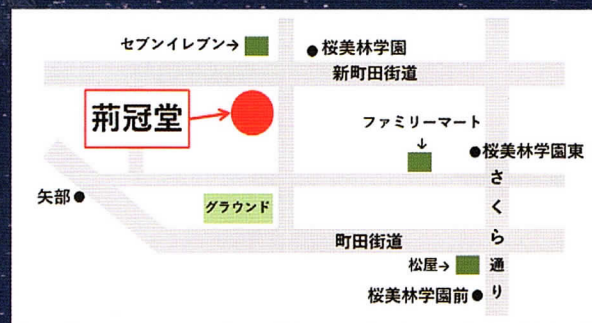 セブンイレブン→
桜美林学園
新町田街道
荊冠堂
ファミリーマート
↓
桜美林学園東
矢部
グラウンド
さくら通り
町田街道
松屋→
桜美林学園前